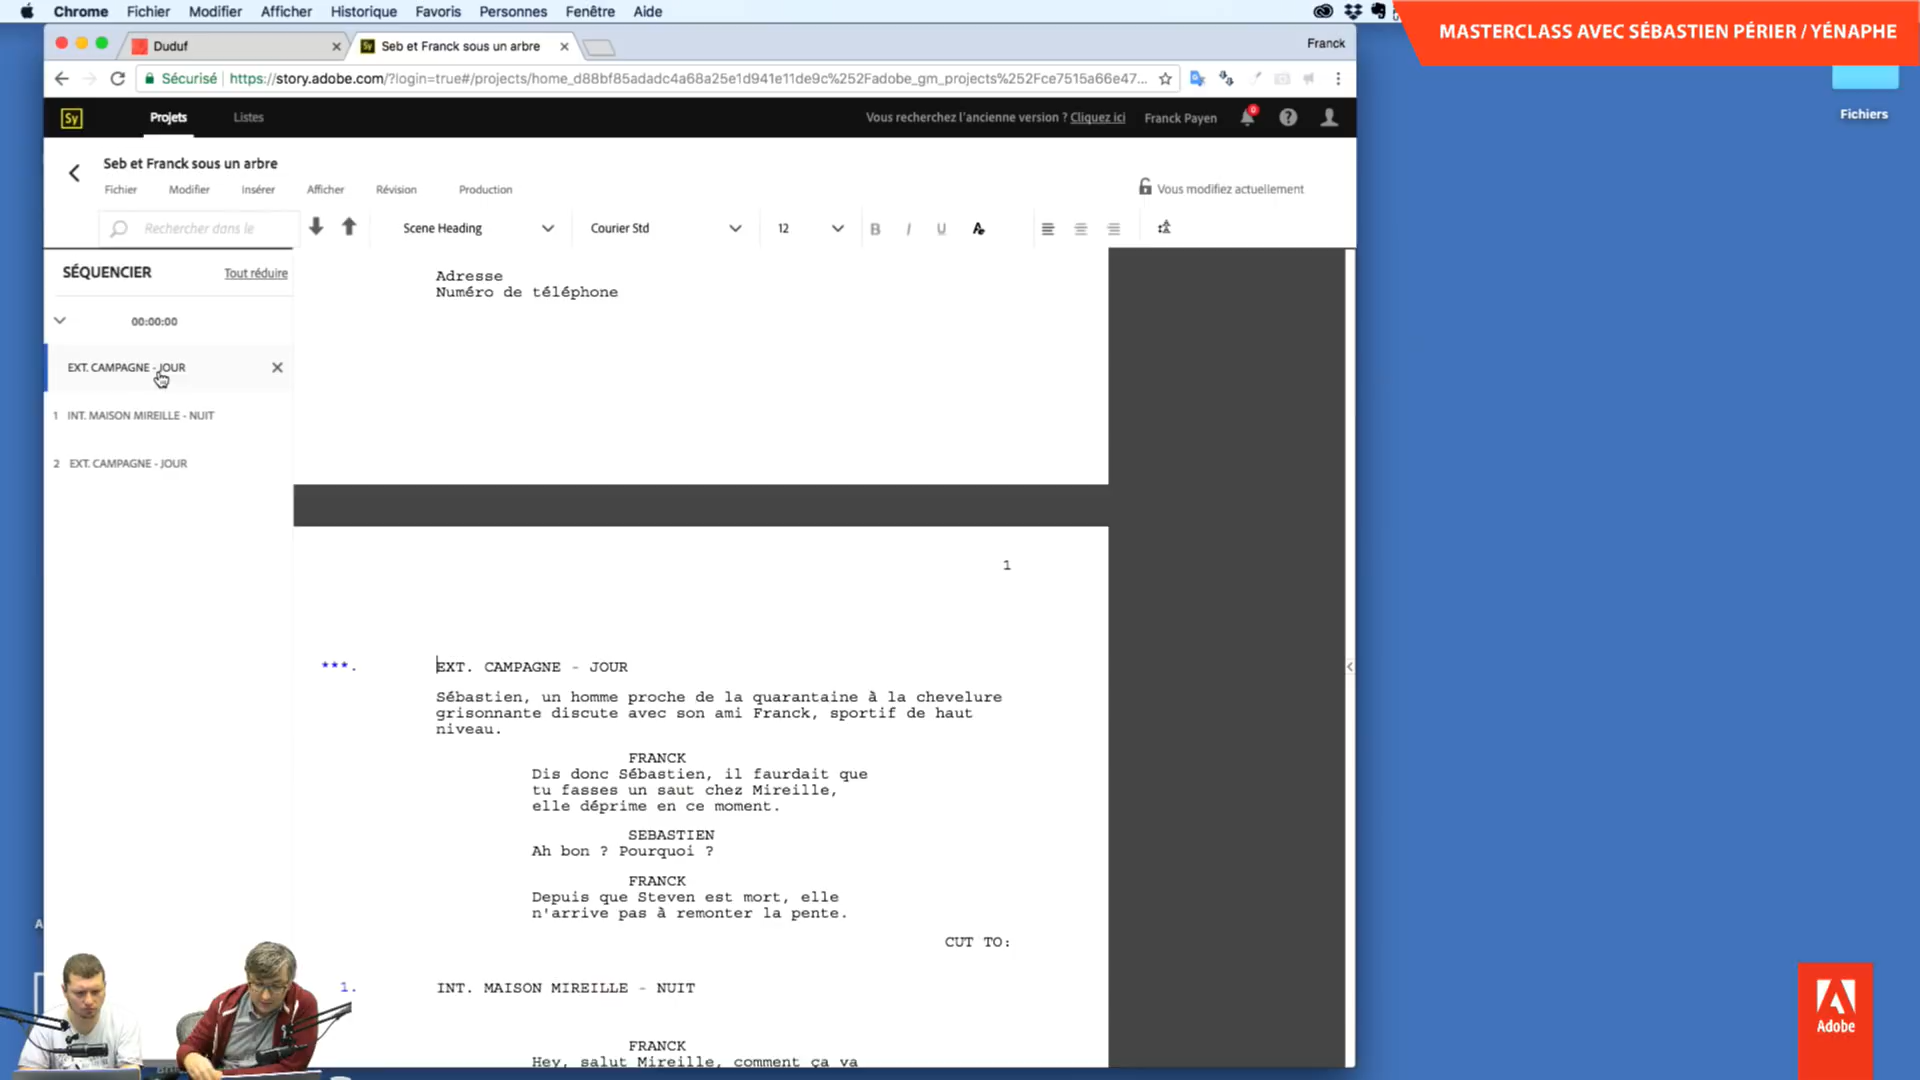 Chrome Fichier Modifier Afficher Historique Favoris Personnes Fenêtre Aide
MASTERCLASS AVEC SÉBASTIEN PÉRIER / YÉNAPHE
Duduf
Seb et Franck sous un arbre
Franck
Sécurisé https://story.adobe.com/?login=true#/projects/home_d88bf85adadc4a68a25e1d941e11de9c%252Fadobe_gm_projects%252Fce7515a66e47...
Fichiers
Sy Projets Listes
Vous recherchez l'ancienne version ? Cliquez ici Franck Payen
Seb et Franck sous un arbre
Fichier Modifier Insérer Afficher Révision Production
Vous modifiez actuellement
Rechercher dans le
Scene Heading Courier Std 12 B I U
SÉQUENCIER Tout réduire
00:00:00
EXT. CAMPAGNE - JOUR
1 INT. MAISON MIREILLE - NUIT
2 EXT. CAMPAGNE - JOUR
Adresse
Numéro de téléphone
1
***. EXT. CAMPAGNE - JOUR
Sébastien, un homme proche de la quarantaine à la chevelure
grisonnante discute avec son ami Franck, sportif de haut
niveau.
FRANCK
Dis donc Sébastien, il faurdait que
tu fasses un saut chez Mireille,
elle déprime en ce moment.
SEBASTIEN
Ah bon ? Pourquoi ?
FRANCK
Depuis que Steven est mort, elle
n'arrive pas à remonter la pente.
CUT TO:
1. INT. MAISON MIREILLE - NUIT
FRANCK
Hey, salut Mireille, comment ça va
Adobe